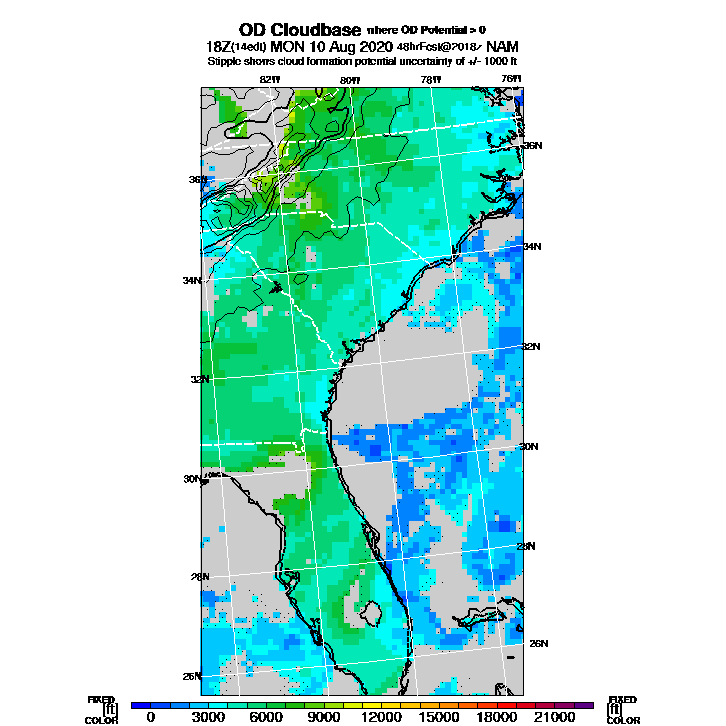 OD Cloudbase where OD Potential > 0
18Z(14edt) MON 10 Aug 2020 NAM
Stipple shows cloud formation potential uncertainty of +/- 1000 ft
82W 80W 78W 76W
36N 36N
34N 34N
32N 32N
30N 30N
28N 28N
26N 26N
FIXED FIXED
[ft] [ft]
COLOR COLOR
0 3000 6000 9000 12000 15000 18000 21000